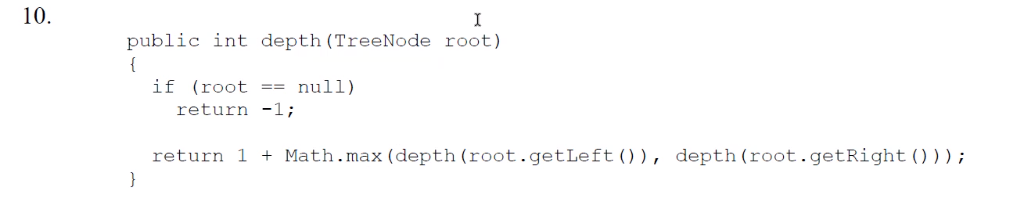 10.
public int depth(TreeNode root)
{
if (root == null)
return -1;
return 1 + Math.max(depth(root.getLeft()), depth(root.getRight()));
}